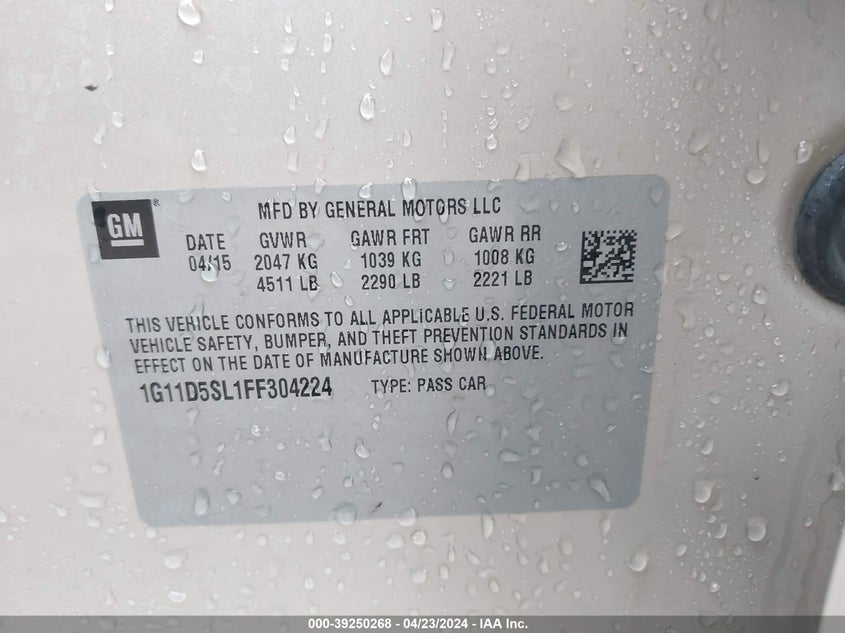 GM ®
MFD BY GENERAL MOTORS LLC
DATE GVWR GAWR FRT GAWR RR
04/15 2047 KG 1039 KG 1008 KG
4511 LB 2290 LB 2221 LB
THIS VEHICLE CONFORMS TO ALL APPLICABLE U.S. FEDERAL MOTOR
VEHICLE SAFETY, BUMPER, AND THEFT PREVENTION STANDARDS IN
EFFECT ON THE DATE OF MANUFACTURE SHOWN ABOVE.
1G11D5SL1FF304224 TYPE: PASS CAR
000-39250268 - 04/23/2024 - IAA Inc.